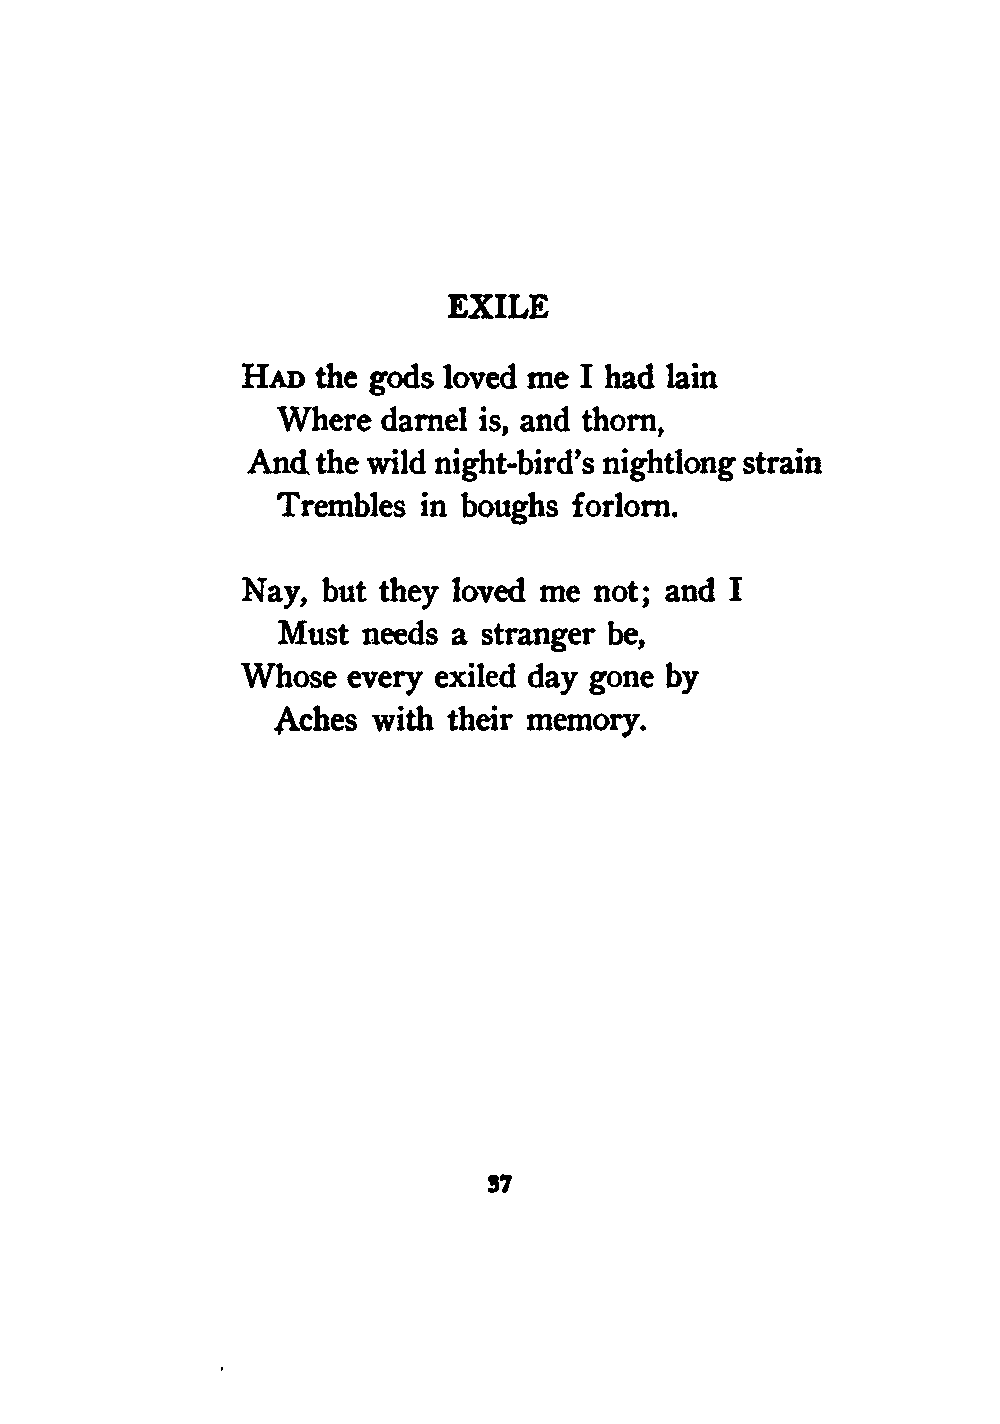 EXILE
HAD the gods loved me I had lain
Where darnel is, and thorn,
And the wild night-bird's nightlong strain
Trembles in boughs forlorn.
Nay, but they loved me not; and I
Must needs a stranger be,
Whose every exiled day gone by
Aches with their memory.
37